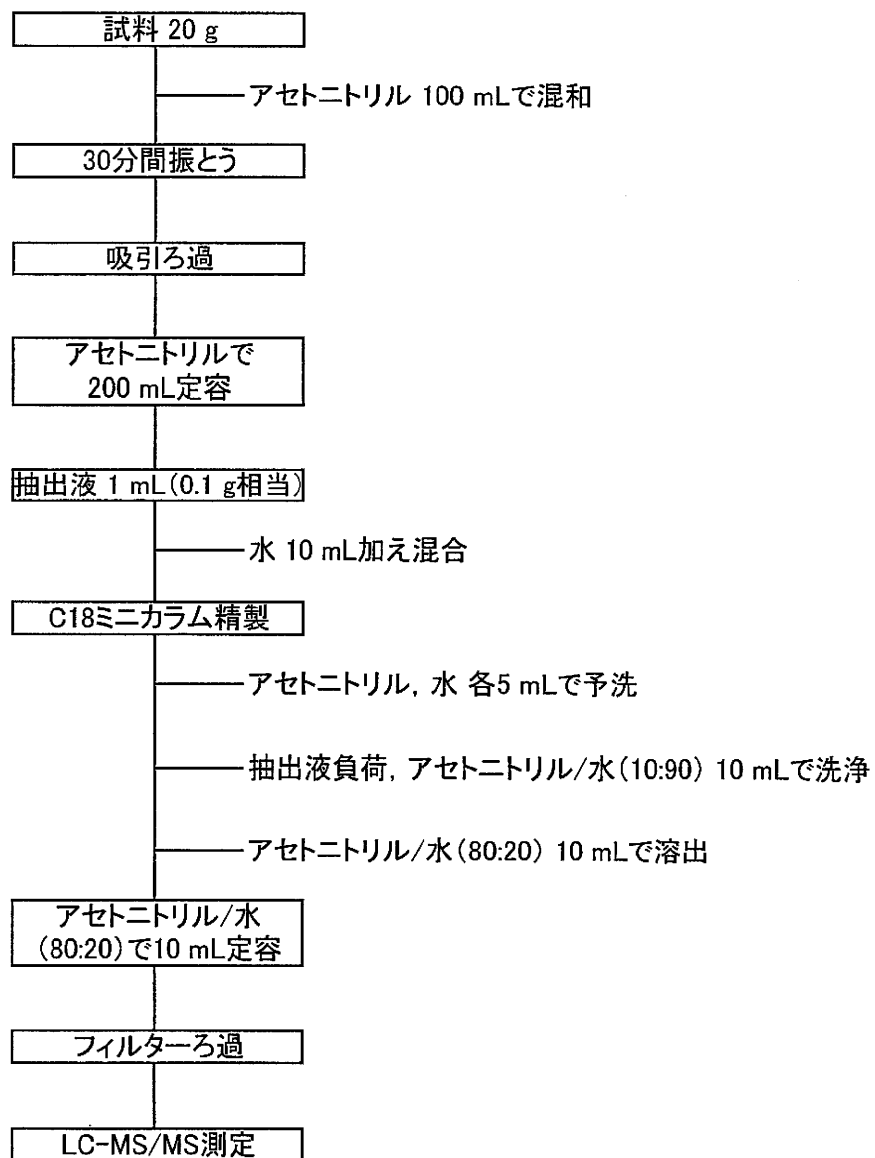 試料 20 g
アセトニトリル 100 mLで混和
30分間振とう
吸引ろ過
アセトニトリルで
200 mL定容
抽出液 1 mL(0.1 g相当)
水 10 mL加え混合
C18ミニカラム精製
アセトニトリル, 水 各5 mLで予洗
抽出液負荷, アセトニトリル/水(10:90) 10 mLで洗浄
アセトニトリル/水(80:20) 10 mLで溶出
アセトニトリル/水
(80:20)で10 mL定容
フィルターろ過
LC-MS/MS測定